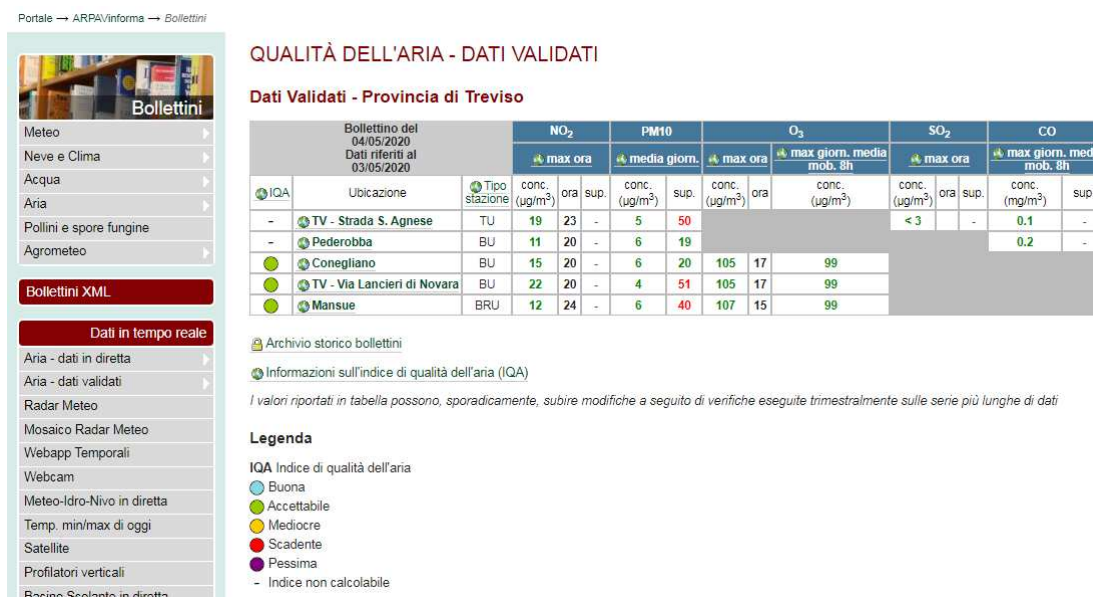 Portale → ARPAVinforma → Bollettini
Bollettini
Meteo
Neve e Clima
Acqua
Aria
Pollini e spore fungine
Agrometeo
Bollettini XML
Dati in tempo reale
Aria - dati in diretta
Aria - dati validati
Radar Meteo
Mosaico Radar Meteo
Webapp Temporali
Webcam
Meteo-Idro-Nivo in diretta
Temp. min/max di oggi
Satellite
Profilatori verticali
Bacino Scolante in diretta
QUALITÀ DELL'ARIA - DATI VALIDATI
Dati Validati - Provincia di Treviso
Bollettino del 04/05/2020 Dati riferiti al 03/05/2020 NO2 PM10 O3 SO2 CO
max ora media giorn. max ora max giorn. media mob. 8h max ora max giorn. med mob. 8h
IQA Ubicazione Tipo stazione conc. (µg/m3) ora sup. conc. (µg/m3) sup. conc. (µg/m3) ora conc. (µg/m3) conc. (µg/m3) ora sup. conc. (mg/m3) sup.
- TV - Strada S. Agnese TU 19 23 - 5 50 < 3 - 0.1 -
- Pederobba BU 11 20 - 6 19 0.2 -
Conegliano BU 15 20 - 6 20 105 17 99
TV - Via Lancieri di Novara BU 22 20 - 4 51 105 17 99
Mansue BRU 12 24 - 6 40 107 15 99
Archivio storico bollettini
Informazioni sull'indice di qualità dell'aria (IQA)
I valori riportati in tabella possono, sporadicamente, subire modifiche a seguito di verifiche eseguite trimestralmente sulle serie più lunghe di dati
Legenda
IQA Indice di qualità dell'aria
Buona
Accettabile
Mediocre
Scadente
Pessima
- Indice non calcolabile